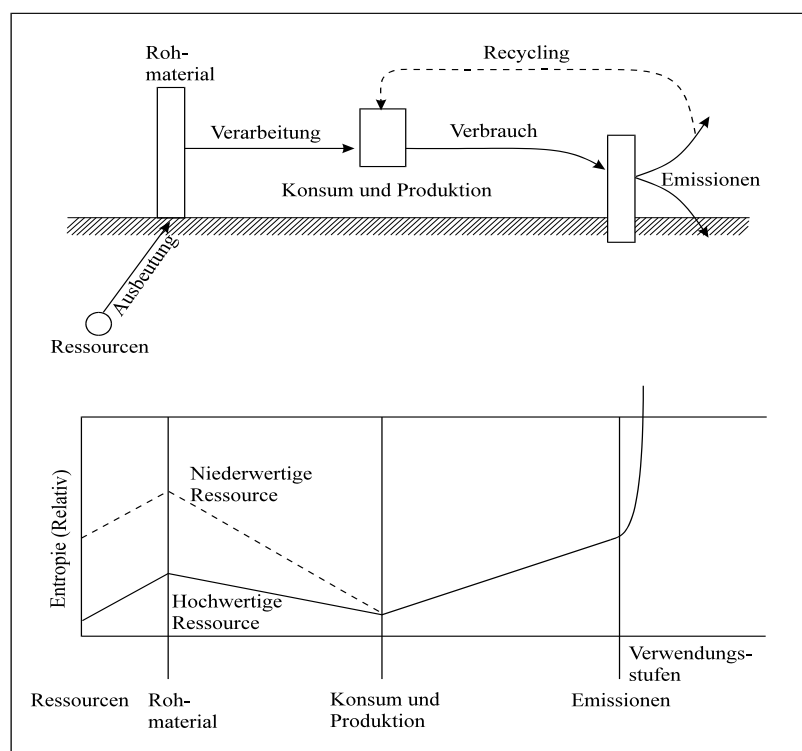 Recycling
Roh-
material
Verarbeitung
Verbrauch
Konsum und Produktion
Emissionen
Ausbeutung
Ressourcen
Entropie (Relativ)
Niederwertige
Ressource
Hochwertige
Ressource
Verwendungs-
stufen
Ressourcen
Roh-
material
Konsum und
Produktion
Emissionen